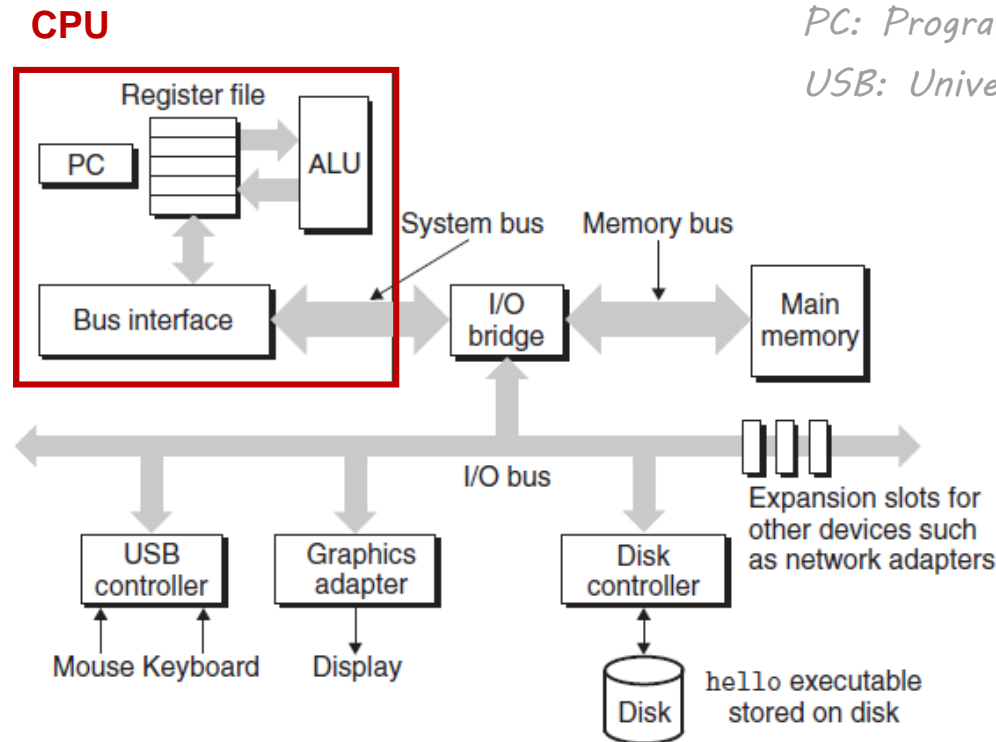 CPU
PC: Progra
USB: Unive
Register file
PC
ALU
System bus
Memory bus
Bus interface
I/O
bridge
Main
memory
I/O bus
Expansion slots for
other devices such
as network adapters
USB
controller
Graphics
adapter
Disk
controller
Mouse Keyboard
Display
Disk
hello executable
stored on disk